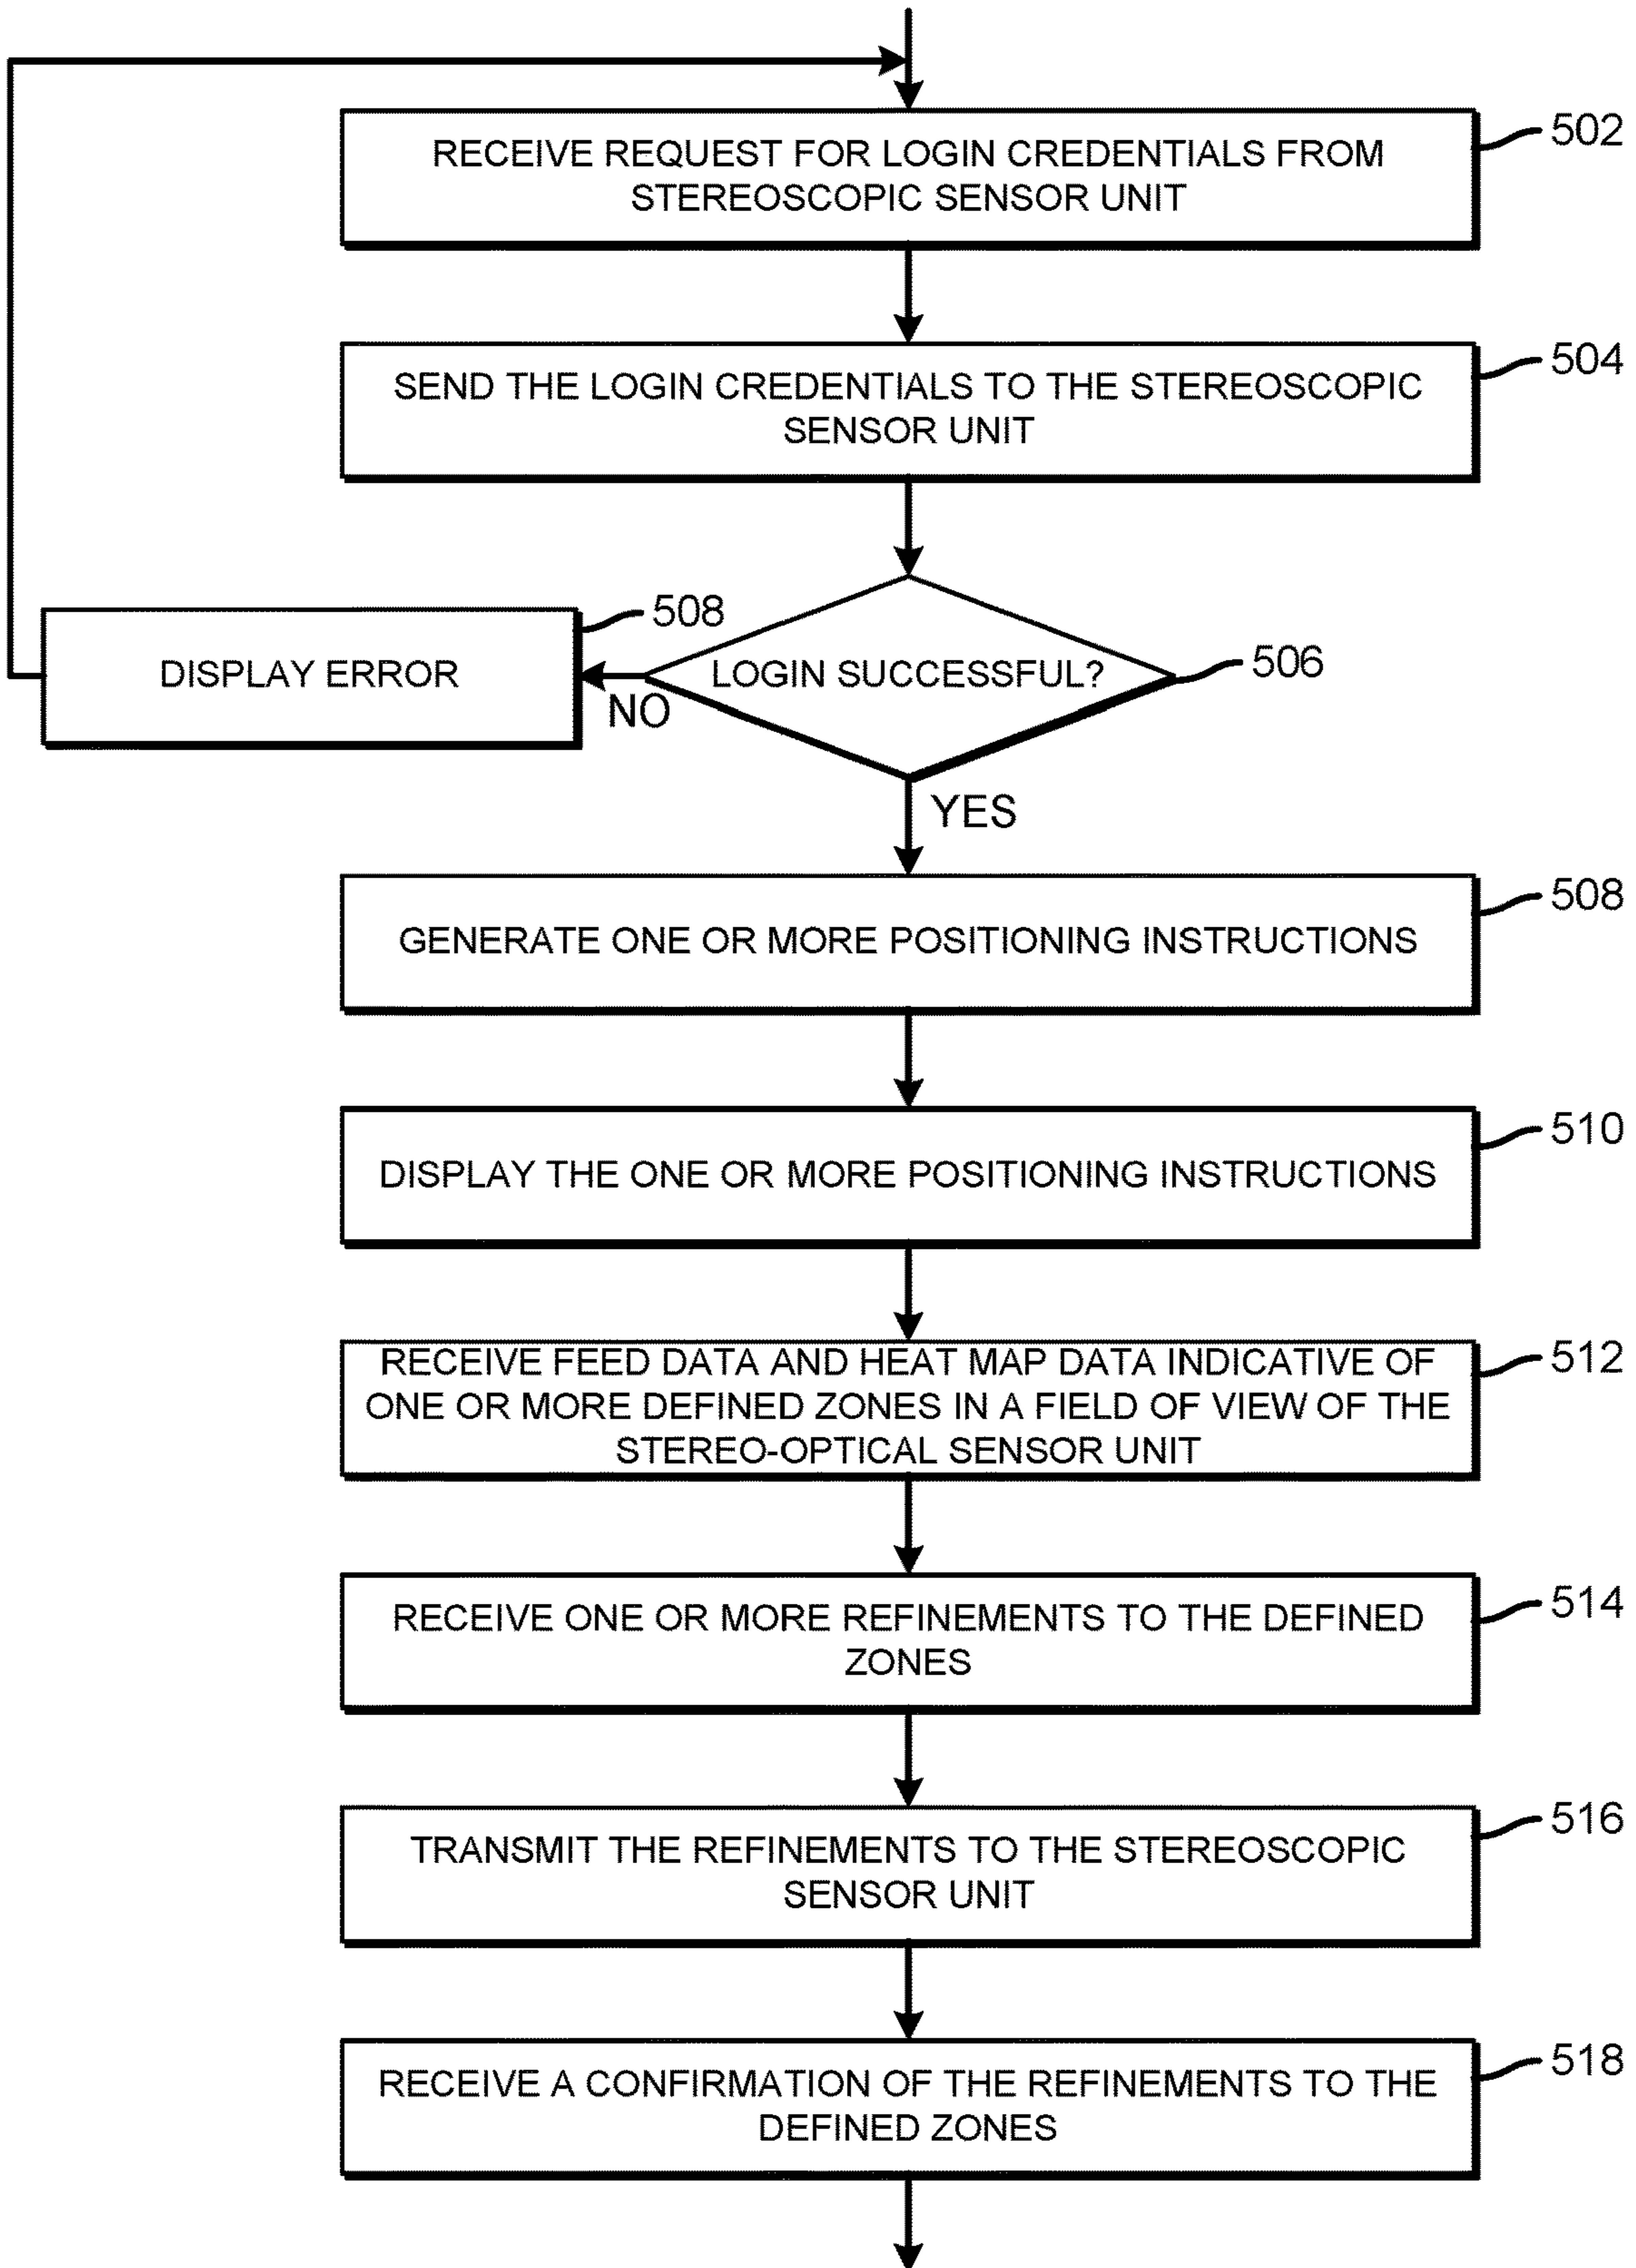 502
RECEIVE REQUEST FOR LOGIN CREDENTIALS FROM
STEREOSCOPIC SENSOR UNIT
504
SEND THE LOGIN CREDENTIALS TO THE STEREOSCOPIC
SENSOR UNIT
508
DISPLAY ERROR
NO
LOGIN SUCCESSFUL?
506
YES
508
GENERATE ONE OR MORE POSITIONING INSTRUCTIONS
510
DISPLAY THE ONE OR MORE POSITIONING INSTRUCTIONS
512
RECEIVE FEED DATA AND HEAT MAP DATA INDICATIVE OF
ONE OR MORE DEFINED ZONES IN A FIELD OF VIEW OF THE
STEREO-OPTICAL SENSOR UNIT
514
RECEIVE ONE OR MORE REFINEMENTS TO THE DEFINED
ZONES
516
TRANSMIT THE REFINEMENTS TO THE STEREOSCOPIC
SENSOR UNIT
518
RECEIVE A CONFIRMATION OF THE REFINEMENTS TO THE
DEFINED ZONES